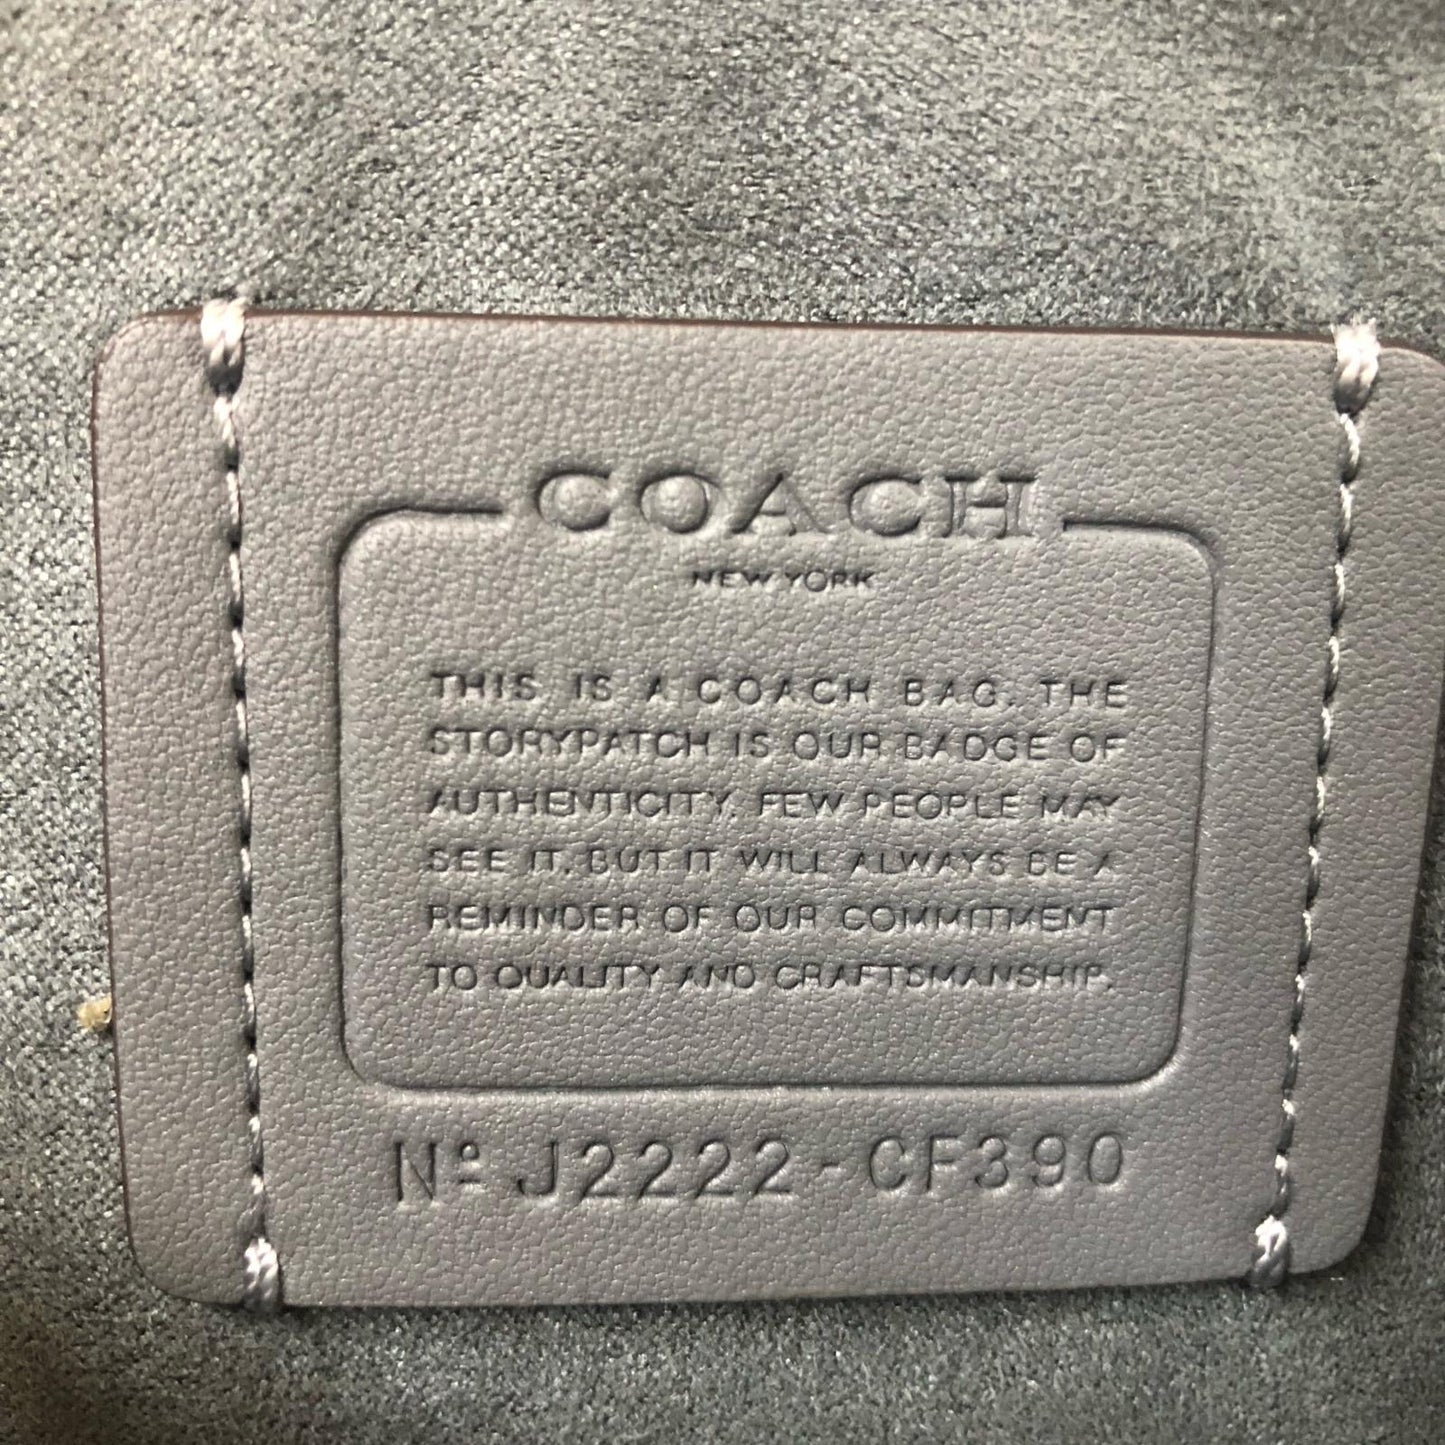 COACH
NEW YORK
THIS IS A COACH BAG. THE
STORYPATCH IS OUR BADGE OF
AUTHENTICITY. FEW PEOPLE MAY
SEE IT, BUT IT WILL ALWAYS BE A
REMINDER OF OUR COMMITMENT
TO QUALITY AND CRAFTSMANSHIP.
Nº J2222-CF390